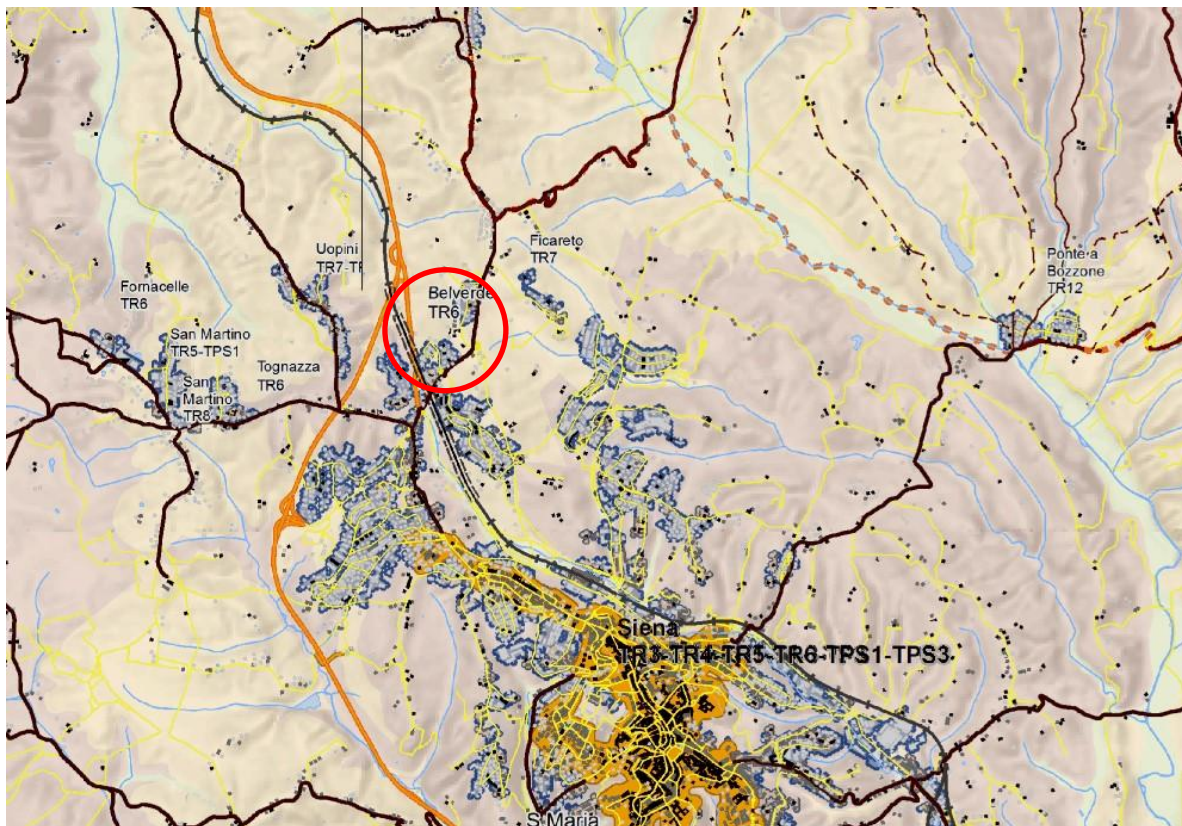 Uopini
TR7-TF
Ficareto
TR7
Ponte a
Bozzone
TR12
Fornacelle
TR6
Belverde
TR6
San Martino
TR5-TPS1
Tognazza
TR6
San
Martino
TR8
Siena
TR3-TR4-TR5-TR6-TPS1-TPS3
S.Maria